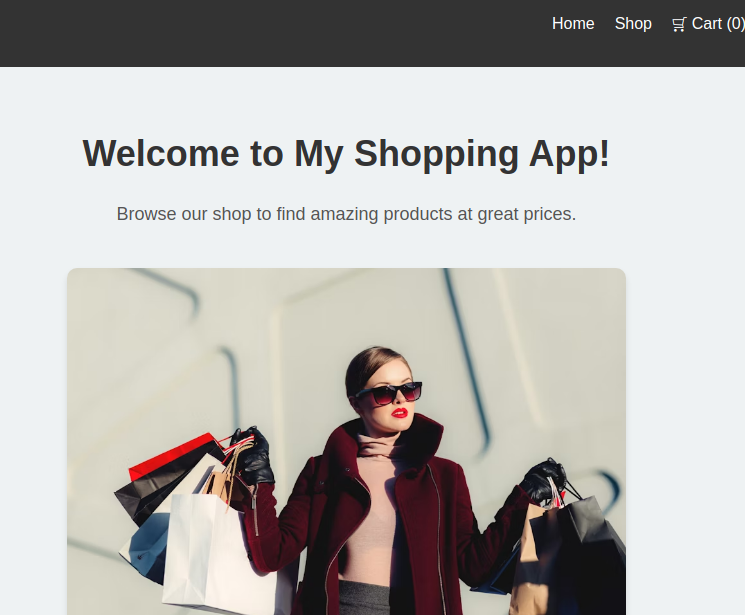 Home Shop 🛒 Cart (0)
Welcome to My Shopping App!
Browse our shop to find amazing products at great prices.